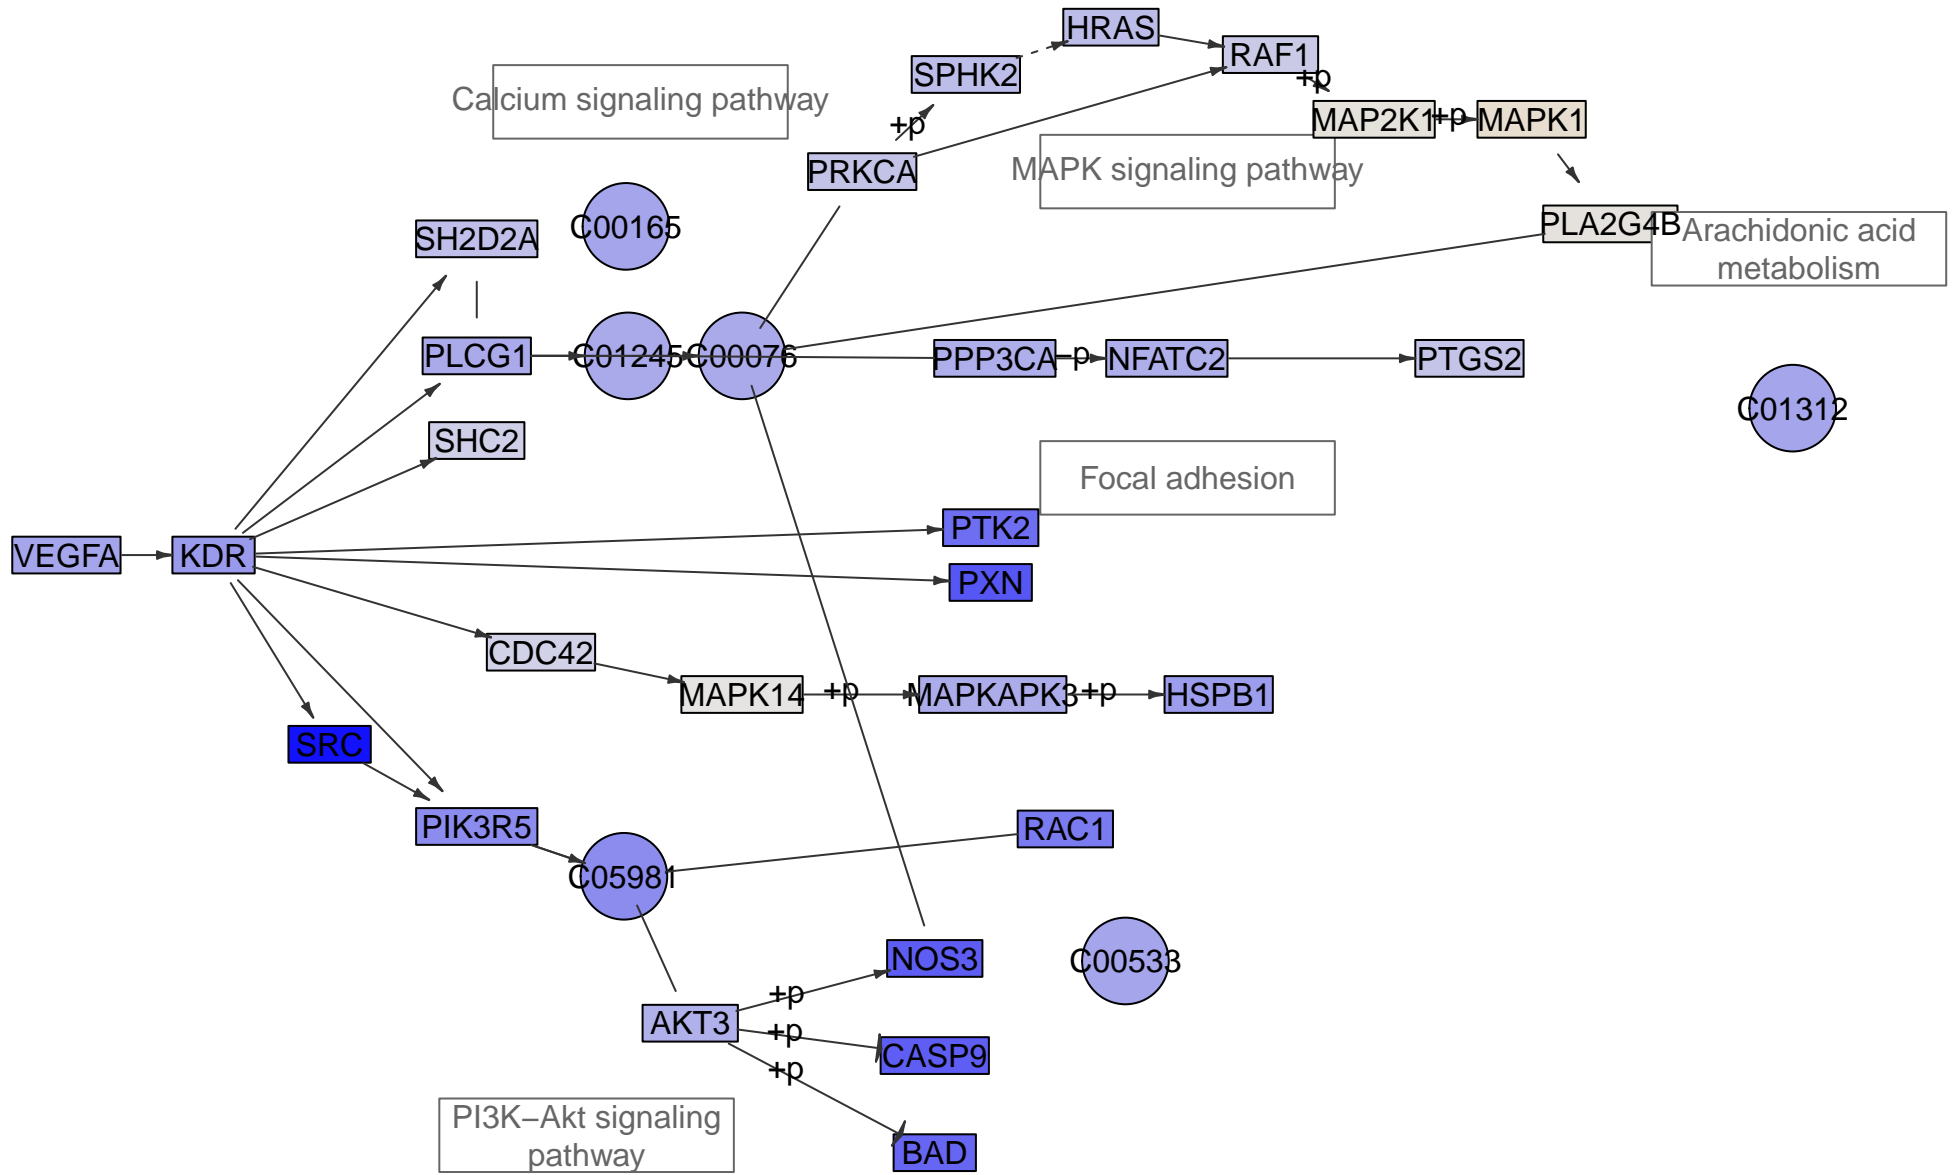 HRAS
RAF1
SPHK2
+p
Calcium signaling pathway
MAP2K1
+p
MAPK1
+p
PRKCA
MAPK signaling pathway
C00165
SH2D2A
PLA2G4B
Arachidonic acid
metabolism
PLCG1
C01245
C00076
PPP3CA
-p
NFATC2
PTGS2
C01312
SHC2
Focal adhesion
PTK2
VEGFA
KDR
PXN
CDC42
MAPK14
+p
MAPKAPK3
+p
HSPB1
SRC
PIK3R5
RAC1
C05981
NOS3
C00533
+p
AKT3
+p
CASP9
+p
PI3K–Akt signaling
pathway
BAD